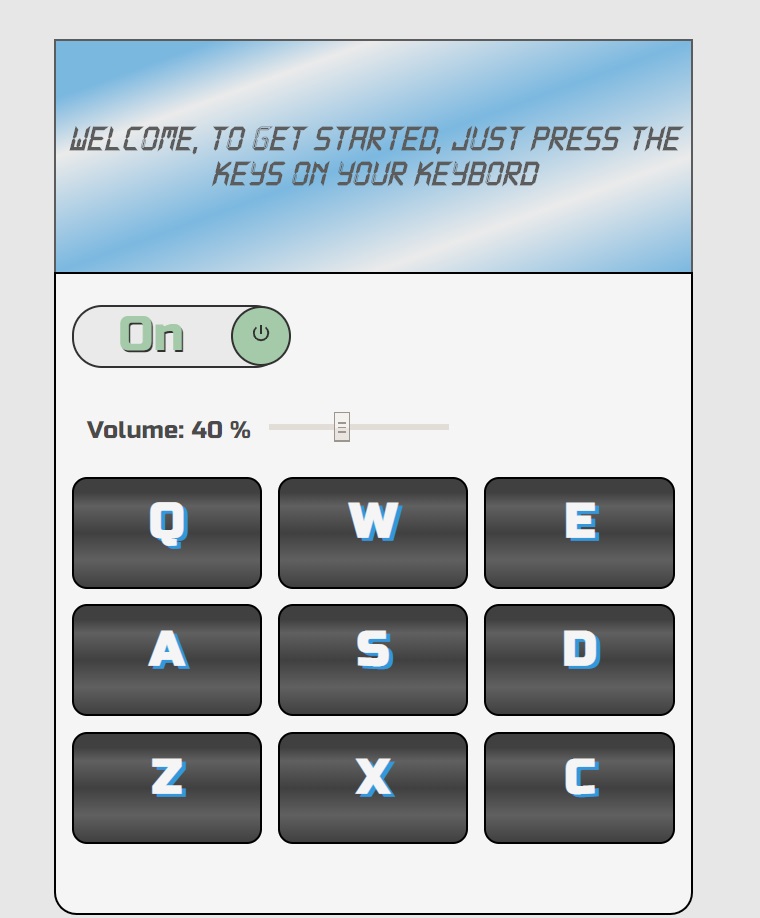 WELCOME, TO GET STARTED, JUST PRESS THE
KEYS ON YOUR KEYBORD
On
Volume: 40 %
Q W E
A S D
Z X C